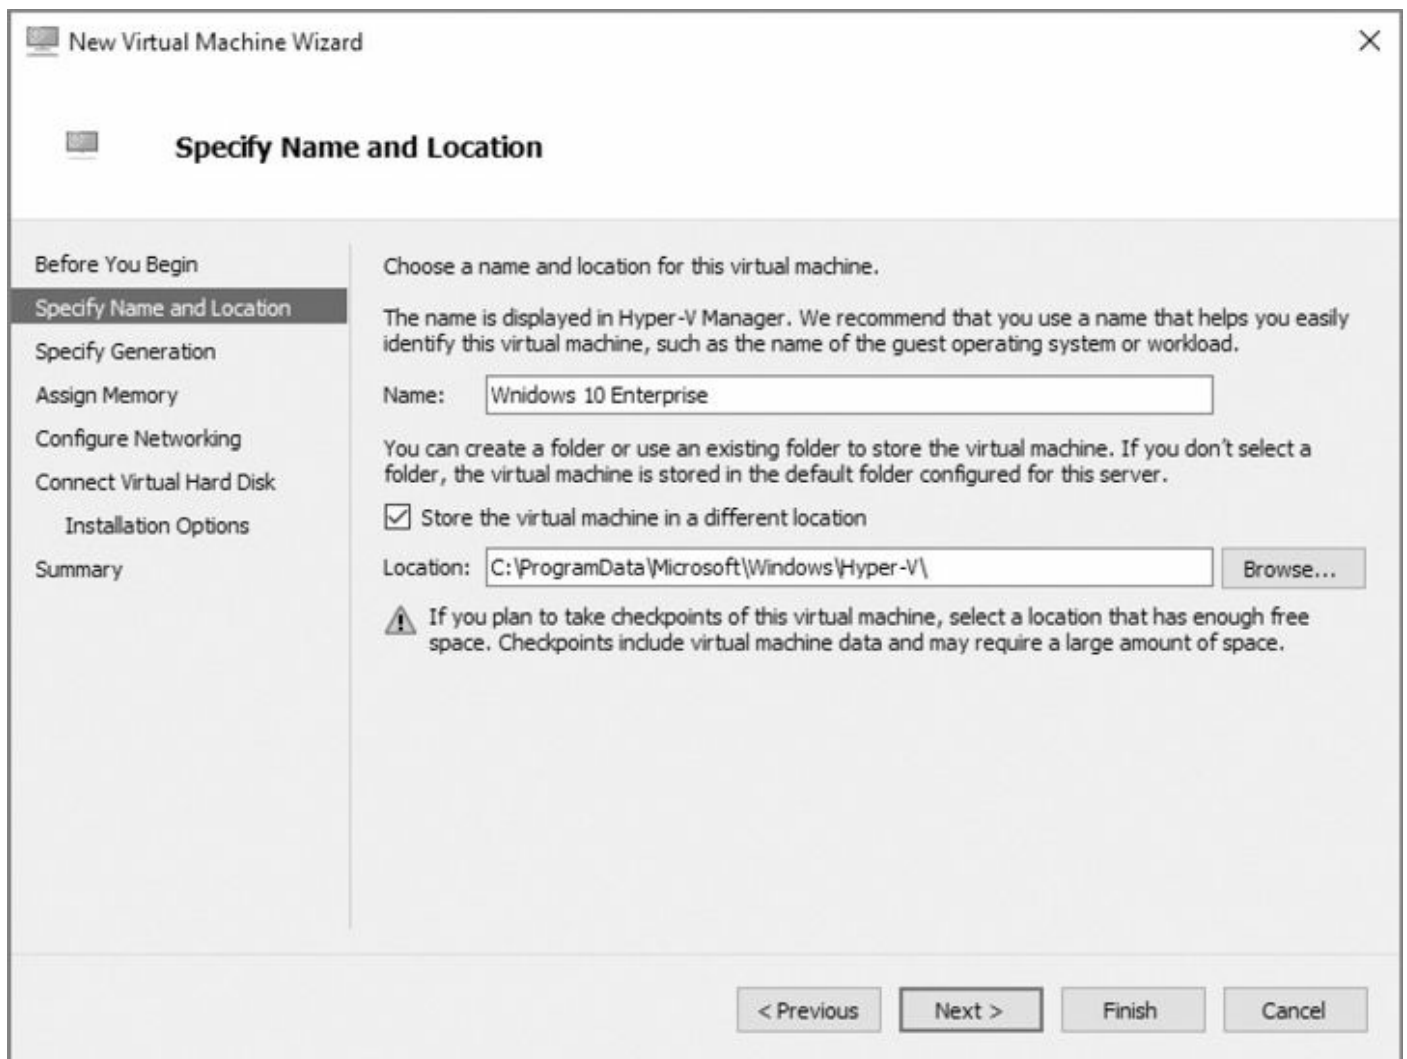 New Virtual Machine Wizard
Specify Name and Location
Before You Begin
Specify Name and Location
Specify Generation
Assign Memory
Configure Networking
Connect Virtual Hard Disk
Installation Options
Summary
Choose a name and location for this virtual machine.
The name is displayed in Hyper-V Manager. We recommend that you use a name that helps you easily
identify this virtual machine, such as the name of the guest operating system or workload.
Name: Wnidows 10 Enterprise
You can create a folder or use an existing folder to store the virtual machine. If you don't select a
folder, the virtual machine is stored in the default folder configured for this server.
Store the virtual machine in a different location
Location: C:\ProgramData\Microsoft\Windows\Hyper-V\ Browse...
If you plan to take checkpoints of this virtual machine, select a location that has enough free
space. Checkpoints include virtual machine data and may require a large amount of space.
< Previous Next > Finish Cancel